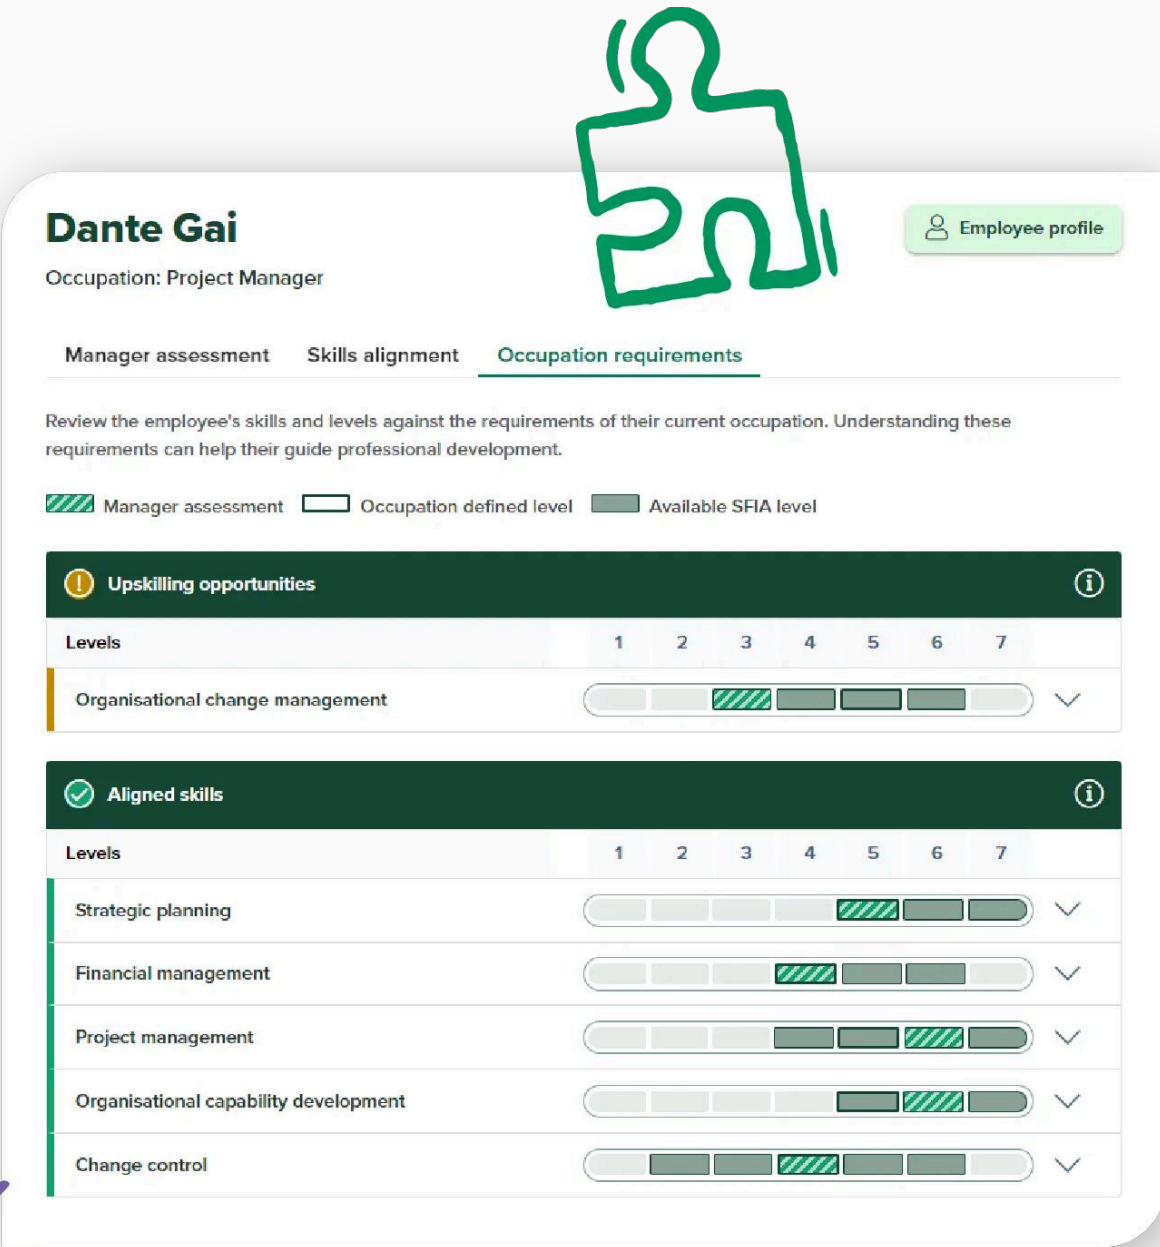 Dante Gai
Employee profile
Occupation: Project Manager
Manager assessment Skills alignment Occupation requirements
Review the employee's skills and levels against the requirements of their current occupation. Understanding these
requirements can help their guide professional development.
Manager assessment Occupation defined level Available SFIA level
Upskilling opportunities
Levels 1 2 3 4 5 6 7
Organisational change management
Aligned skills
Levels 1 2 3 4 5 6 7
Strategic planning
Financial management
Project management
Organisational capability development
Change control